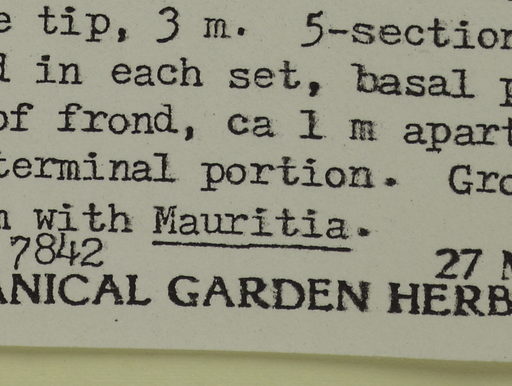 e tip, 3 m. 5-section
d in each set, basal p
of frond, ca 1 m apart
terminal portion. Gro
n with Mauritia.
7842
27 M
ANICAL GARDEN HERB